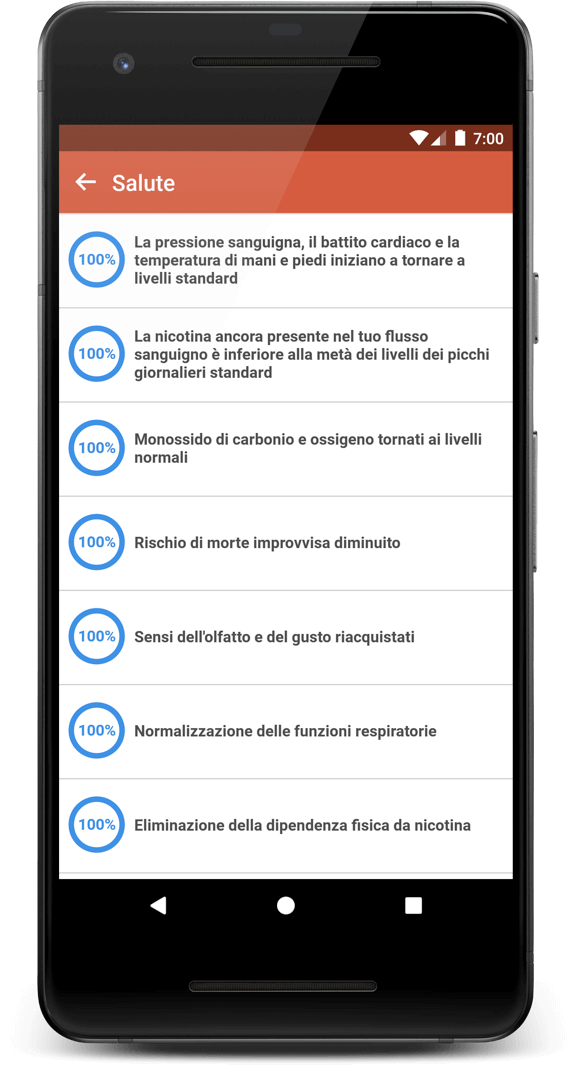 7:00
Salute
100%
La pressione sanguigna, il battito cardiaco e la
temperatura di mani e piedi iniziano a tornare a
livelli standard
100%
La nicotina ancora presente nel tuo flusso
sanguigno è inferiore alla metà dei livelli dei picchi
giornalieri standard
100%
Monossido di carbonio e ossigeno tornati ai livelli
normali
100%
Rischio di morte improvvisa diminuito
100%
Sensi dell'olfatto e del gusto riacquistati
100%
Normalizzazione delle funzioni respiratorie
100%
Eliminazione della dipendenza fisica da nicotina